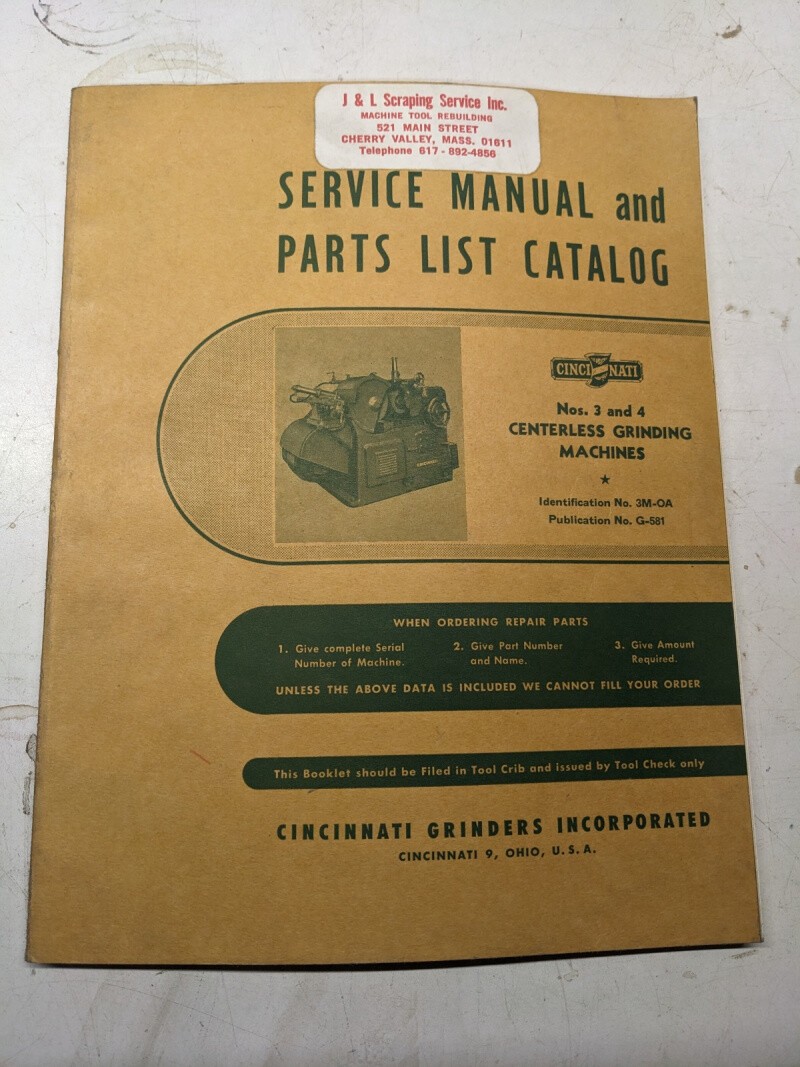 J & L Scraping Service Inc.
MACHINE TOOL REBUILDING
521 MAIN STREET
CHERRY VALLEY, MASS. 01611
Telephone 617 - 892-4856
SERVICE MANUAL and
PARTS LIST CATALOG
CINCINNATI
Nos. 3 and 4
CENTERLESS GRINDING
MACHINES
Identification No. 3M-OA
Publication No. G-581
CINCINNATI
WHEN ORDERING REPAIR PARTS
1. Give complete Serial
Number of Machine.
2. Give Part Number
and Name.
3. Give Amount
Required.
UNLESS THE ABOVE DATA IS INCLUDED WE CANNOT FILL YOUR ORDER
This Booklet should be Filed in Tool Crib and issued by Tool Check only
CINCINNATI GRINDERS INCORPORATED
CINCINNATI 9, OHIO, U. S. A.